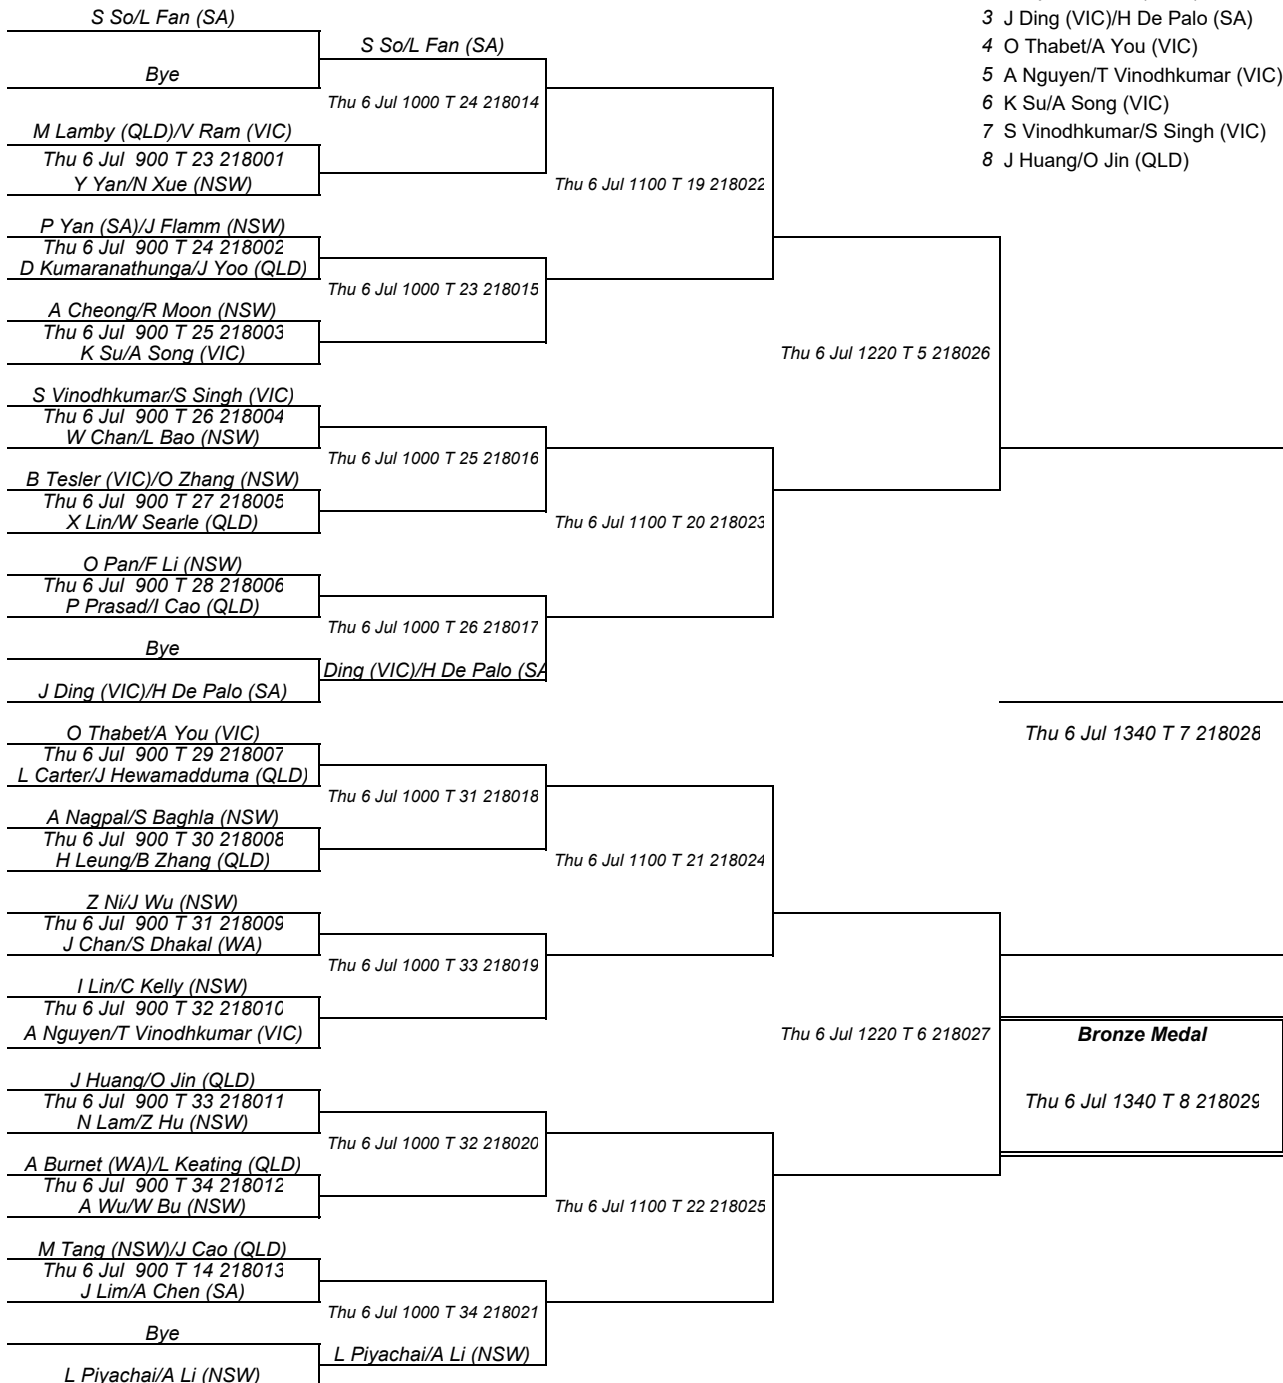 S So/L Fan (SA)
S So/L Fan (SA)
Bye
Thu 6 Jul 1000 T 24 218014
M Lamby (QLD)/V Ram (VIC)
Thu 6 Jul 900 T 23 218001
Y Yan/N Xue (NSW)
Thu 6 Jul 1100 T 19 218022
P Yan (SA)/J Flamm (NSW)
Thu 6 Jul 900 T 24 218002
D Kumaranathunga/J Yoo (QLD)
Thu 6 Jul 1000 T 23 218015
A Cheong/R Moon (NSW)
Thu 6 Jul 900 T 25 218003
K Su/A Song (VIC)
Thu 6 Jul 1220 T 5 218026
S Vinodhkumar/S Singh (VIC)
Thu 6 Jul 900 T 26 218004
W Chan/L Bao (NSW)
Thu 6 Jul 1000 T 25 218016
B Tesler (VIC)/O Zhang (NSW)
Thu 6 Jul 900 T 27 218005
X Lin/W Searle (QLD)
Thu 6 Jul 1100 T 20 218023
O Pan/F Li (NSW)
Thu 6 Jul 900 T 28 218006
P Prasad/I Cao (QLD)
Thu 6 Jul 1000 T 26 218017
Bye
Ding (VIC)/H De Palo (SA
J Ding (VIC)/H De Palo (SA)
O Thabet/A You (VIC)
Thu 6 Jul 1340 T 7 218028
Thu 6 Jul 900 T 29 218007
L Carter/J Hewamadduma (QLD)
Thu 6 Jul 1000 T 31 218018
A Nagpal/S Baghla (NSW)
Thu 6 Jul 900 T 30 218008
H Leung/B Zhang (QLD)
Thu 6 Jul 1100 T 21 218024
Z Ni/J Wu (NSW)
Thu 6 Jul 900 T 31 218009
J Chan/S Dhakal (WA)
Thu 6 Jul 1000 T 33 218019
I Lin/C Kelly (NSW)
Thu 6 Jul 900 T 32 218010
A Nguyen/T Vinodhkumar (VIC)
Thu 6 Jul 1220 T 6 218027
Bronze Medal
J Huang/O Jin (QLD)
Thu 6 Jul 900 T 33 218011
Thu 6 Jul 1340 T 8 218029
N Lam/Z Hu (NSW)
Thu 6 Jul 1000 T 32 218020
A Burnet (WA)/L Keating (QLD)
Thu 6 Jul 900 T 34 218012
A Wu/W Bu (NSW)
Thu 6 Jul 1100 T 22 218025
M Tang (NSW)/J Cao (QLD)
Thu 6 Jul 900 T 14 218013
J Lim/A Chen (SA)
Thu 6 Jul 1000 T 34 218021
Bye
L Piyachai/A Li (NSW)
L Piyachai/A Li (NSW)
3 J Ding (VIC)/H De Palo (SA)
4 O Thabet/A You (VIC)
5 A Nguyen/T Vinodhkumar (VIC)
6 K Su/A Song (VIC)
7 S Vinodhkumar/S Singh (VIC)
8 J Huang/O Jin (QLD)